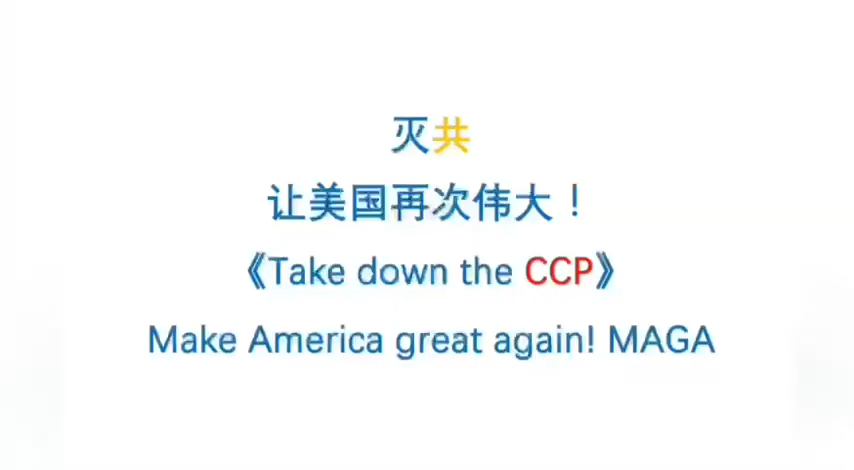 灭共
让美国再次伟大！
《Take down the CCP》
Make America great again! MAGA